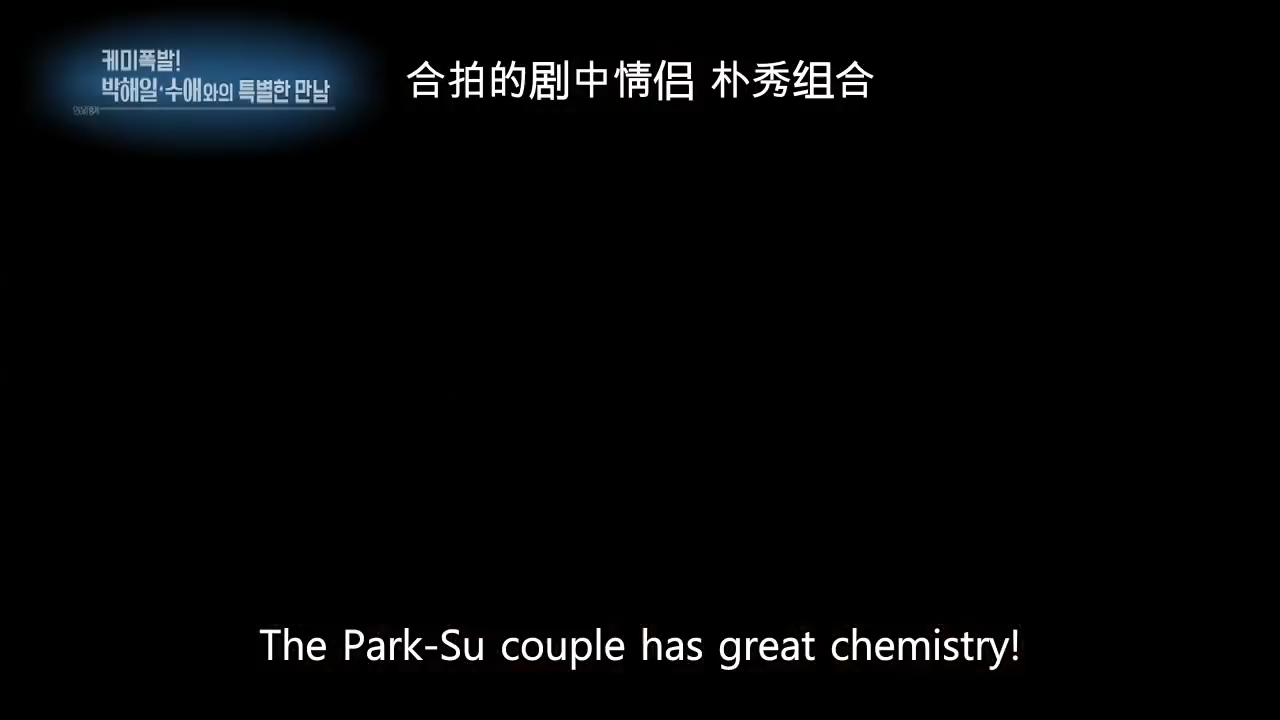 케미폭발!
박해일·수애와의 특별한 만남
合拍的剧中情侣 朴秀组合
The Park-Su couple has great chemistry!